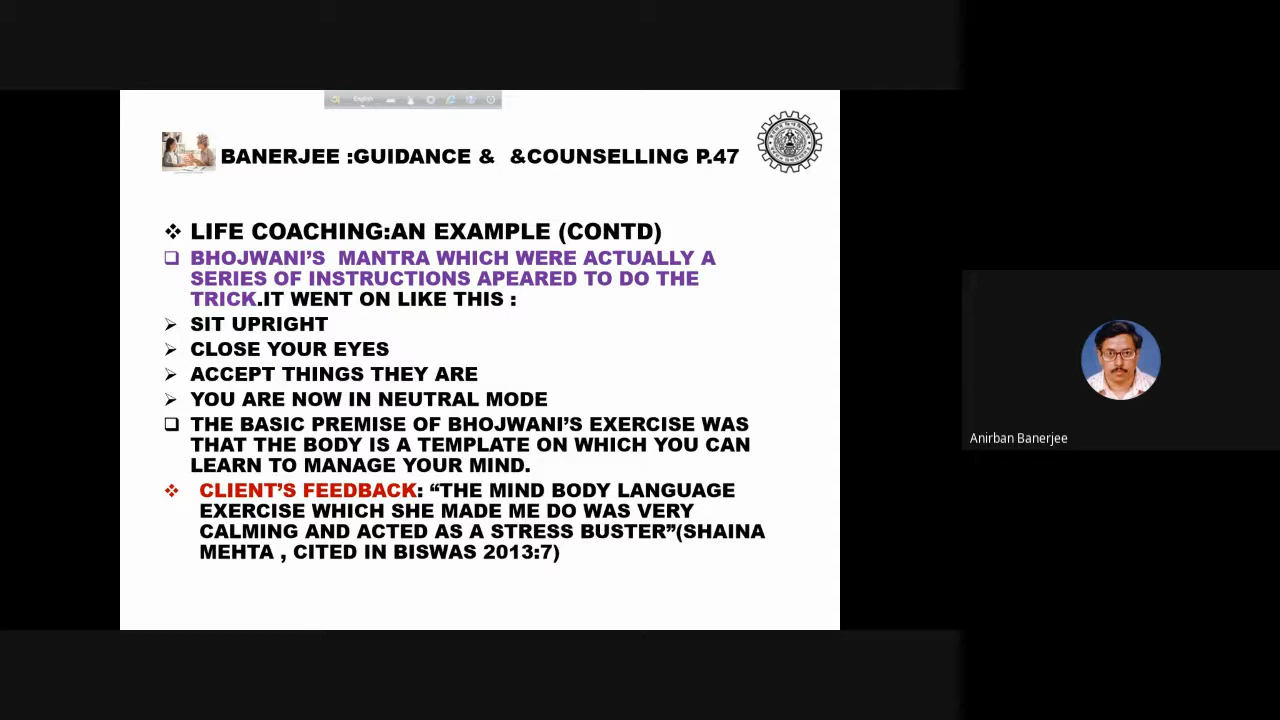 English
BANERJEE :GUIDANCE & &COUNSELLING P.47
❖ LIFE COACHING:AN EXAMPLE (CONTD)
❑ BHOJWANI’S MANTRA WHICH WERE ACTUALLY A
SERIES OF INSTRUCTIONS APEARED TO DO THE
TRICK.IT WENT ON LIKE THIS :
➢ SIT UPRIGHT
➢ CLOSE YOUR EYES
➢ ACCEPT THINGS THEY ARE
➢ YOU ARE NOW IN NEUTRAL MODE
❑ THE BASIC PREMISE OF BHOJWANI’S EXERCISE WAS
THAT THE BODY IS A TEMPLATE ON WHICH YOU CAN
LEARN TO MANAGE YOUR MIND.
❖ CLIENT’S FEEDBACK: “THE MIND BODY LANGUAGE
EXERCISE WHICH SHE MADE ME DO WAS VERY
CALMING AND ACTED AS A STRESS BUSTER”(SHAINA
MEHTA , CITED IN BISWAS 2013:7)
Anirban Banerjee